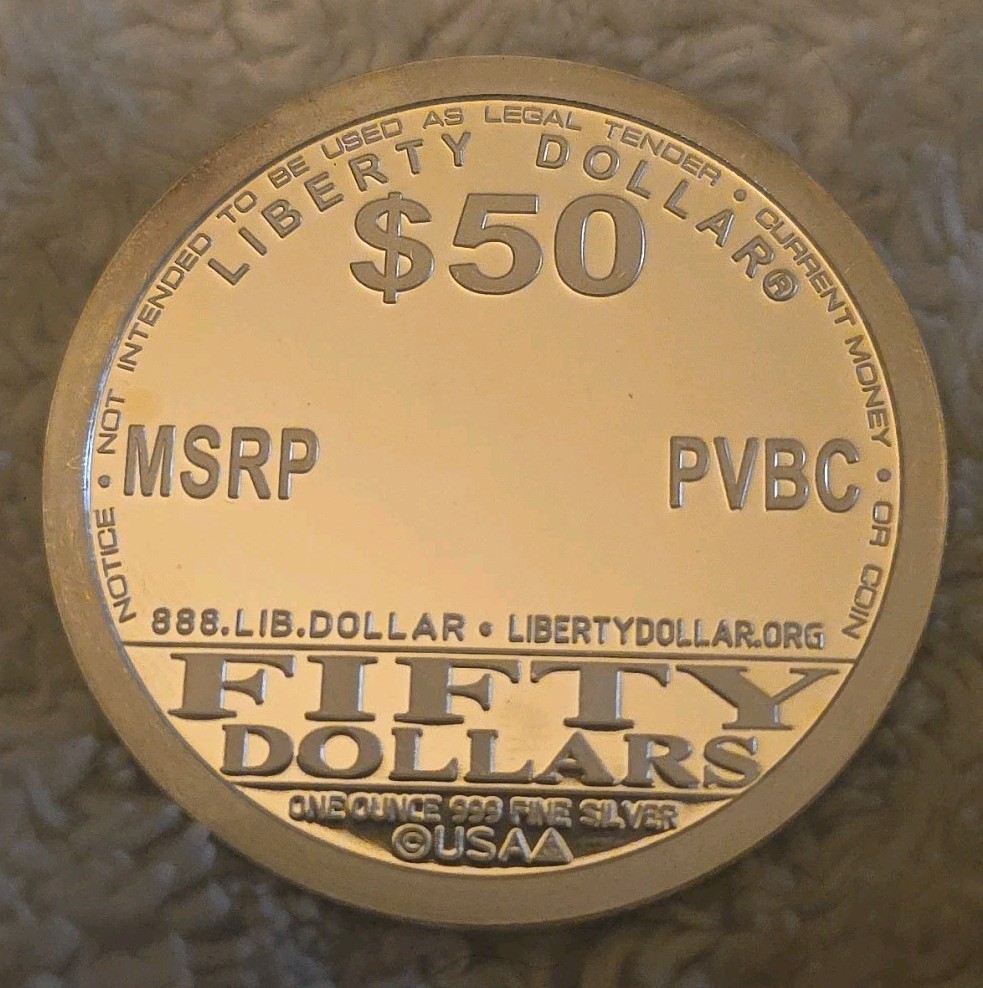 NOTICE • NOT INTENDED TO BE USED AS LEGAL TENDER • CURRENT MONEY • OR COIN
LIBERTY DOLLAR®
$50
MSRP PVBC
888.LIB.DOLLAR • LIBERTYDOLLAR.ORG
FIFTY
DOLLARS
ONE OUNCE 999 FINE SILVER
©USA△